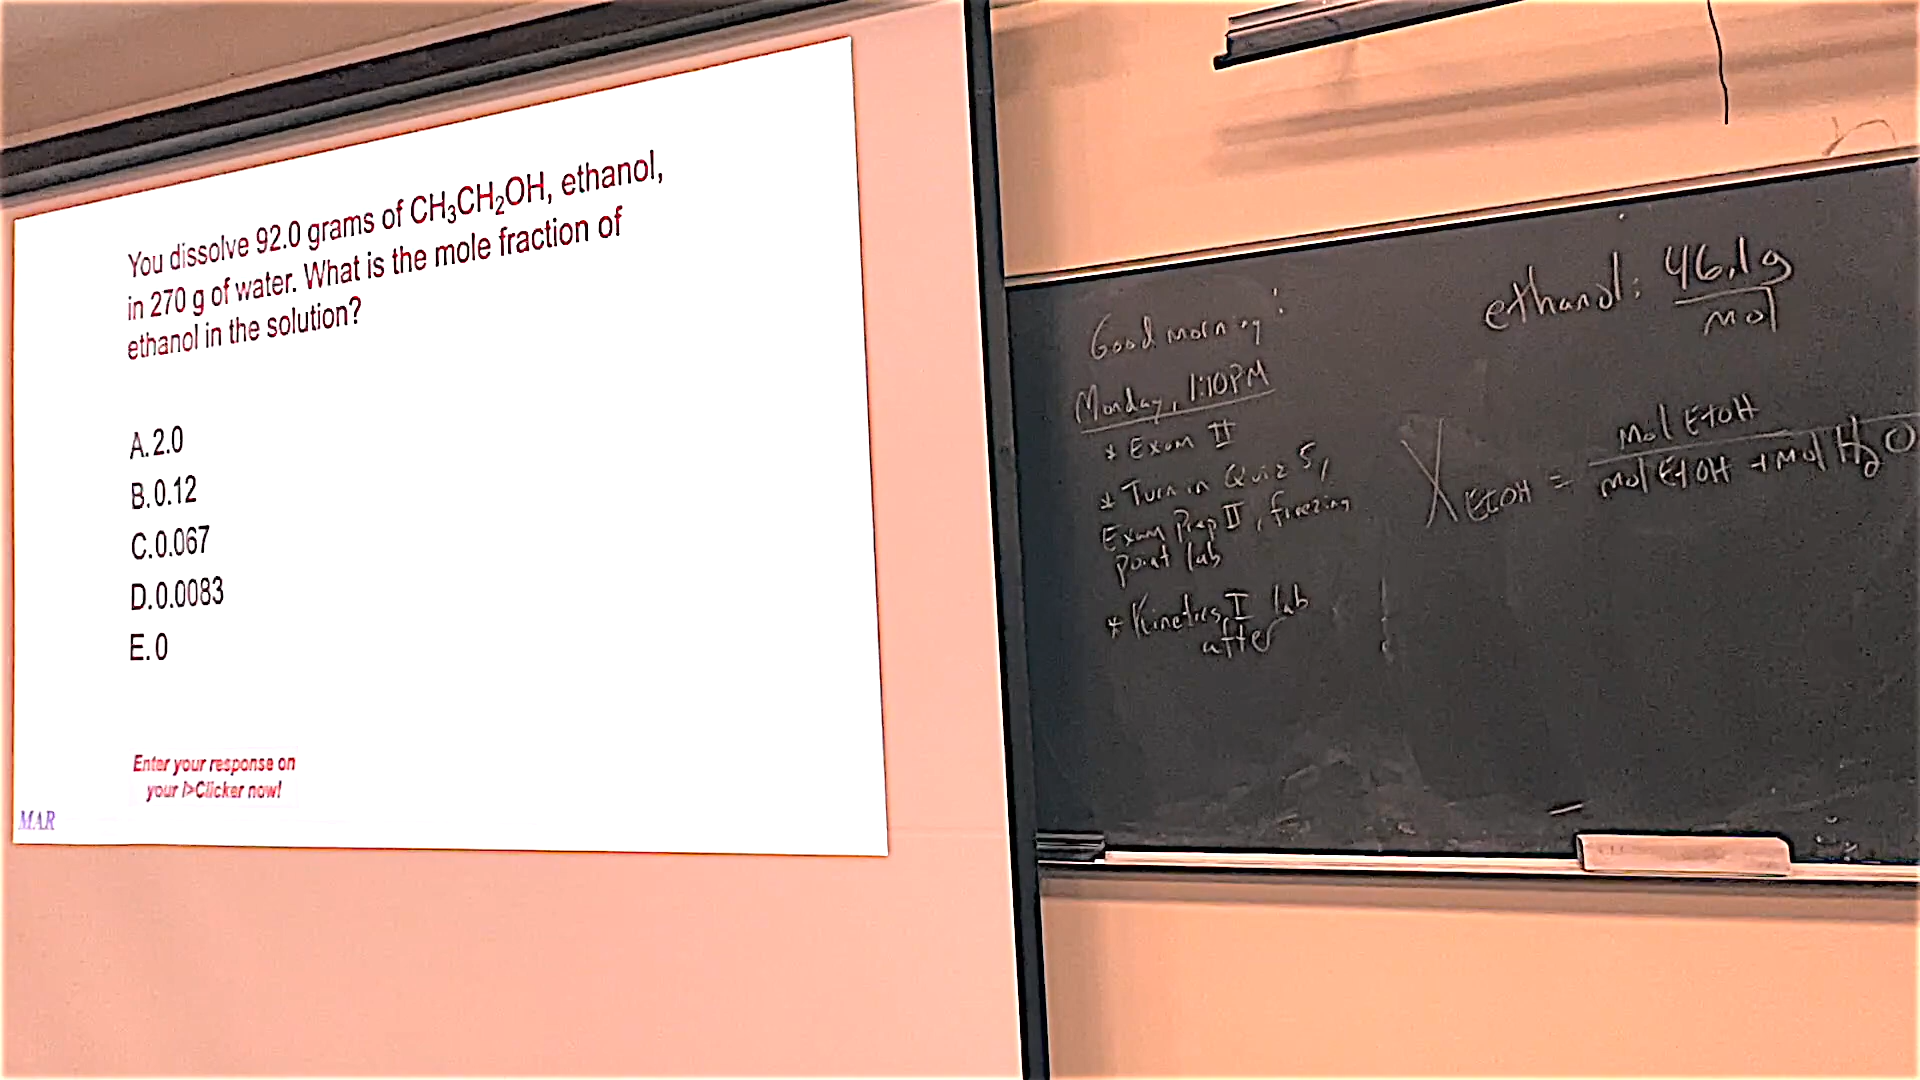 You dissolve 92.0 grams of CH₃CH₂OH, ethanol,
in 270 g of water. What is the mole fraction of
ethanol in the solution?
A. 2.0
B. 0.12
C. 0.067
D. 0.0083
E. 0
Enter your response on
your I>Clicker now!
MAR
Good morning!
Monday, 1:10PM
* Exam II
* Turn in Quiz 5,
Exam Prep II, freezing
point lab
* Kinetics I lab
after
ethanol: 46.1 g
mol
X EtOH = mol EtOH
mol EtOH + mol H₂O